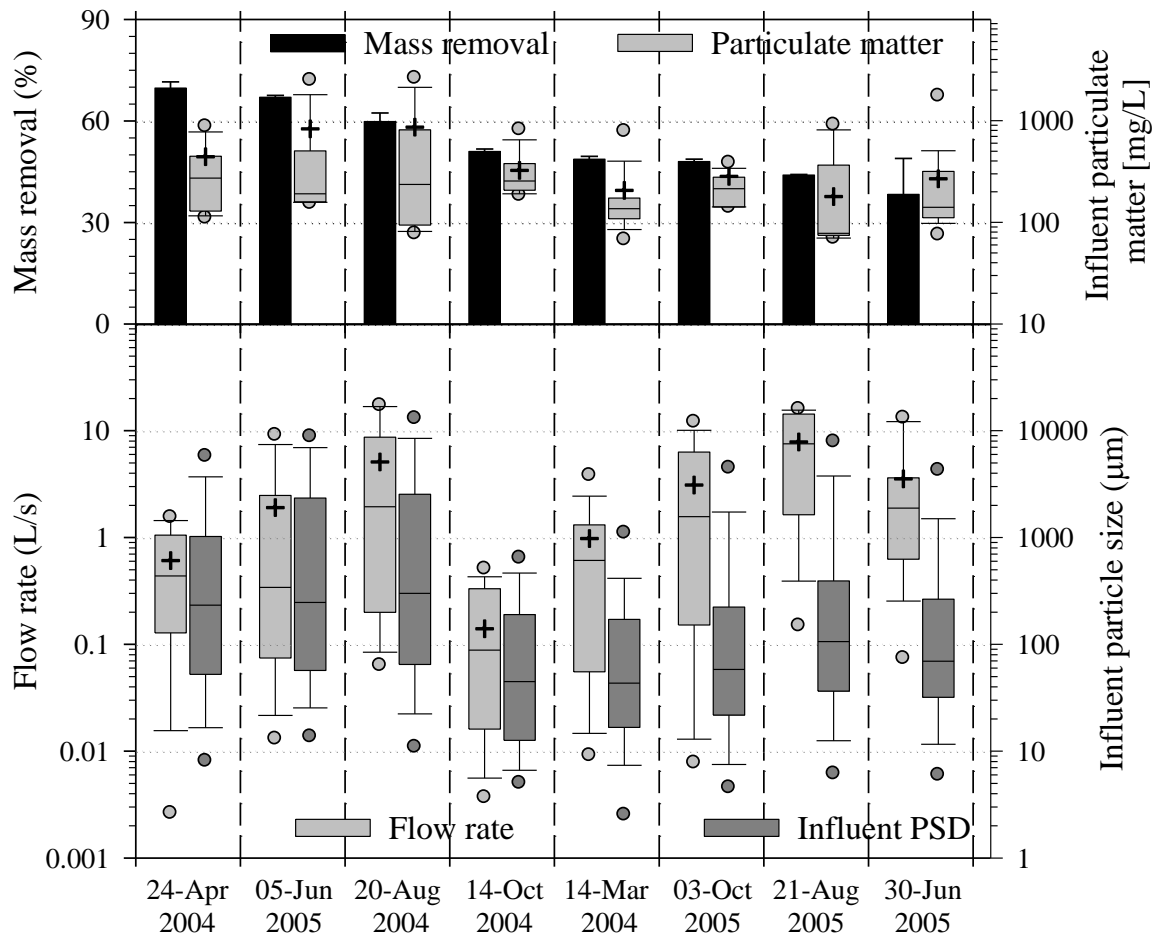 90
60
30
0
Mass removal (%)
Mass removal
Particulate matter
1000
100
10
Influent particulate
matter [mg/L]
10
1
0.1
0.01
0.001
Flow rate (L/s)
Flow rate
Influent PSD
10000
1000
100
10
1
Influent particle size (μm)
24-Apr
2004
05-Jun
2005
20-Aug
2004
14-Oct
2004
14-Mar
2004
03-Oct
2005
21-Aug
2005
30-Jun
2005